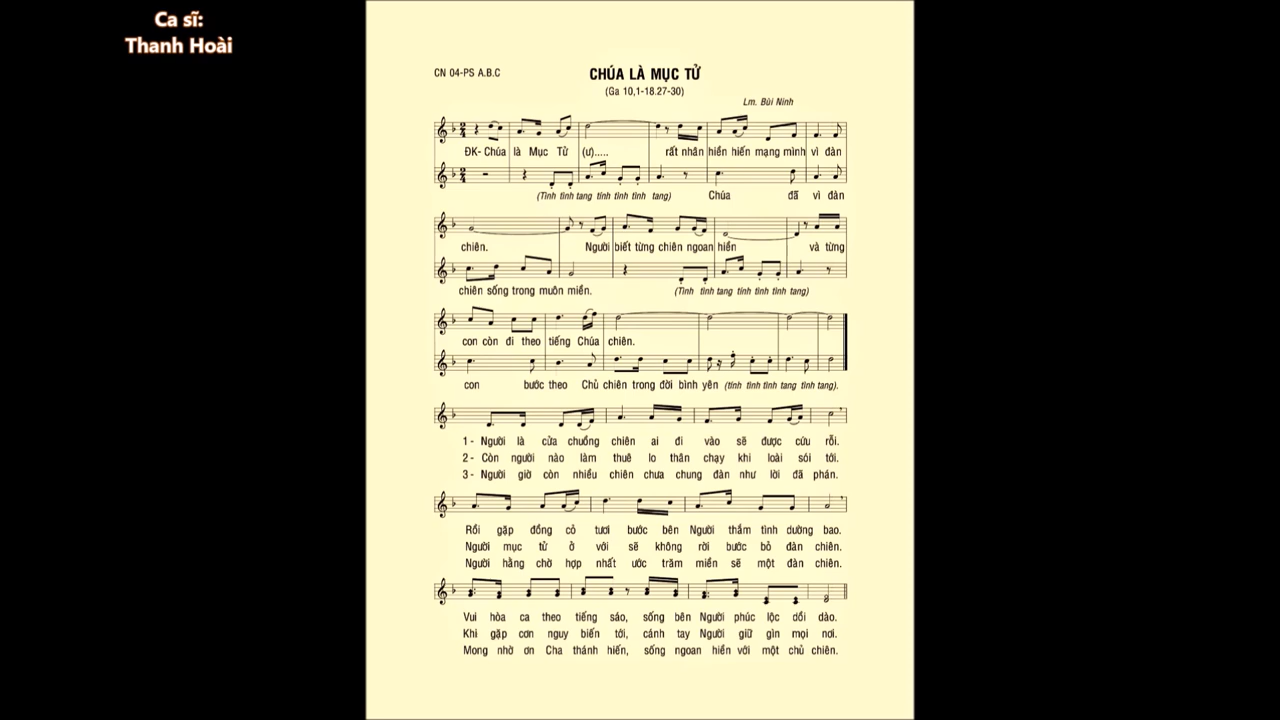 Ca sĩ:
Thanh Hoài
CN 04-PS A.B.C
CHÚA LÀ MỤC TỬ
(Ga 10,1-18.27-30)
Lm. Bùi Ninh
ĐK- Chúa là Mục Tử (ư)..... rất nhân hiền hiến mạng mình vì đàn
(Tình tình tang tính tình tình tang) Chúa đã vì đàn
chiên. Người biết từng chiên ngoan hiền và từng
chiên sống trong muôn miền. (Tình tình tang tính tình tình tang)
con còn đi theo tiếng Chúa chiên.
con bước theo Chủ chiên trong đời bình yên (tính tình tình tang tình tang).
1- Người là cửa chuồng chiên ai đi vào sẽ được cứu rỗi.
2- Còn người nào làm thuê lo thân chạy khi loài sói tới.
3- Người giờ còn nhiều chiên chưa chung đàn như lời đã phán.
Rồi gặp đồng cỏ tươi bước bên Người thắm tình dường bao.
Người mục tử ở với sẽ không rời bước bỏ đàn chiên.
Người hằng chờ hợp nhất ước trăm miền sẽ một đàn chiên.
Vui hòa ca theo tiếng sáo, sống bên Người phúc lộc dồi dào.
Khi gặp cơn nguy biến tới, cánh tay Người giữ gìn mọi nơi.
Mong nhờ ơn Cha thánh hiến, sống ngoan hiền với một chủ chiên.